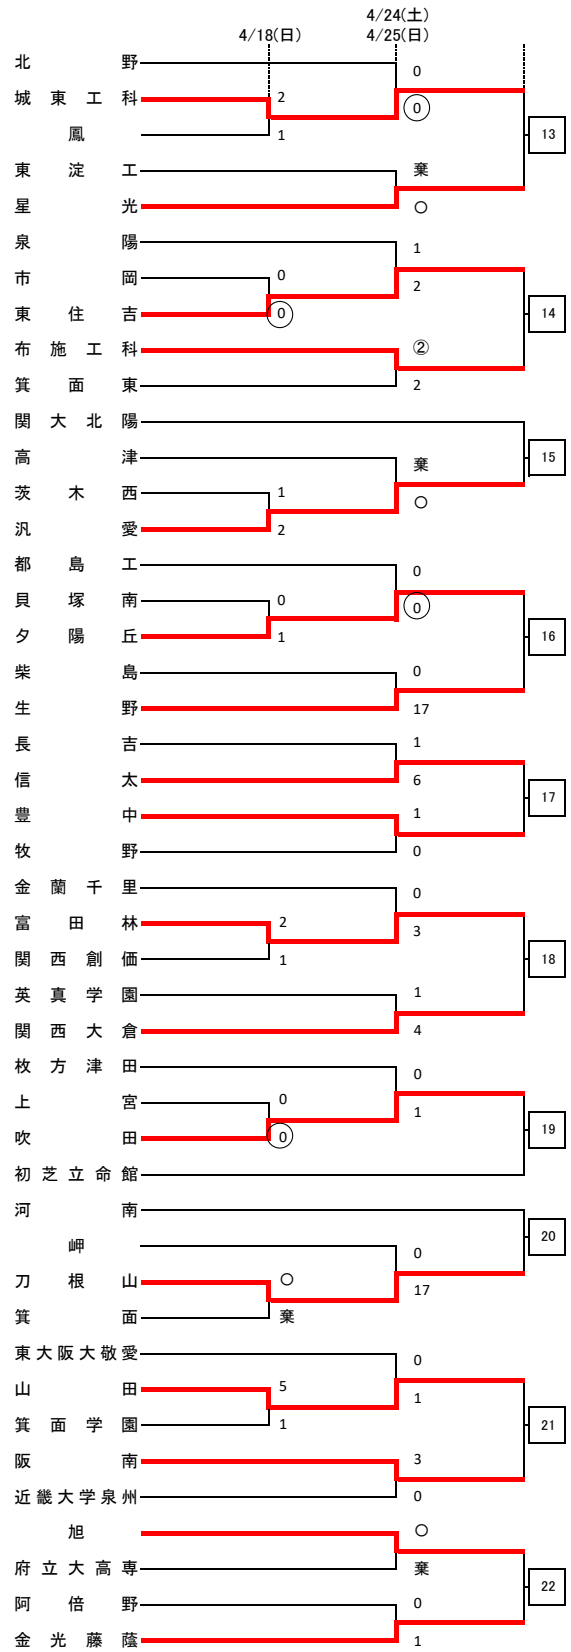 4/24(土)
4/18(日) 4/25(日)
北野
0
城東工科
2
0
鳳
1
13
東淀工
棄
星光
○
泉陽
1
市岡
0
2
東住吉
0
14
布施工科
②
箕面東
2
関大北陽
高津
棄
15
茨木西
1
○
汎愛
2
都島工
0
貝塚南
0
0
夕陽丘
1
16
柴島
0
生野
17
長吉
1
信太
6
17
豊中
1
牧野
0
金蘭千里
0
富田林
2
3
関西創価
1
18
英真学園
1
関西大倉
4
枚方津田
0
上宮
0
1
吹田
0
19
初芝立命館
河南
20
岬
0
刀根山
○
17
箕面
棄
東大阪大敬愛
0
山田
5
1
箕面学園
1
21
阪南
3
近畿大学泉州
0
旭
○
府立大高専
棄
22
阿倍野
0
金光藤蔭
1